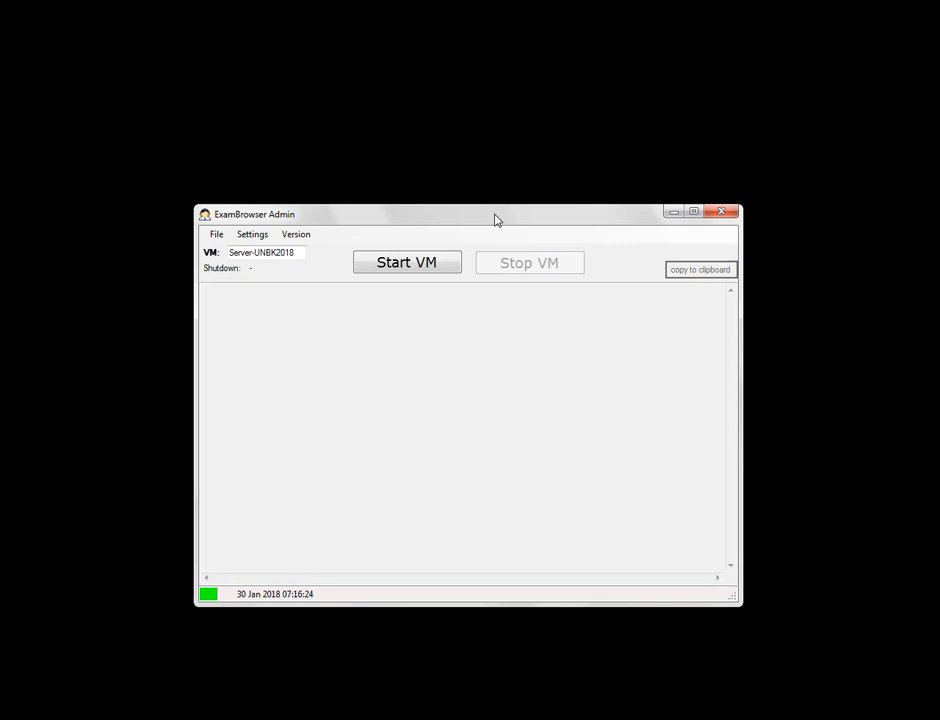 ExamBrowser Admin
File Settings Version
VM: Server-UNBK2018
Start VM
Stop VM
Shutdown: -
copy to clipboard
30 Jan 2018 07:16:24